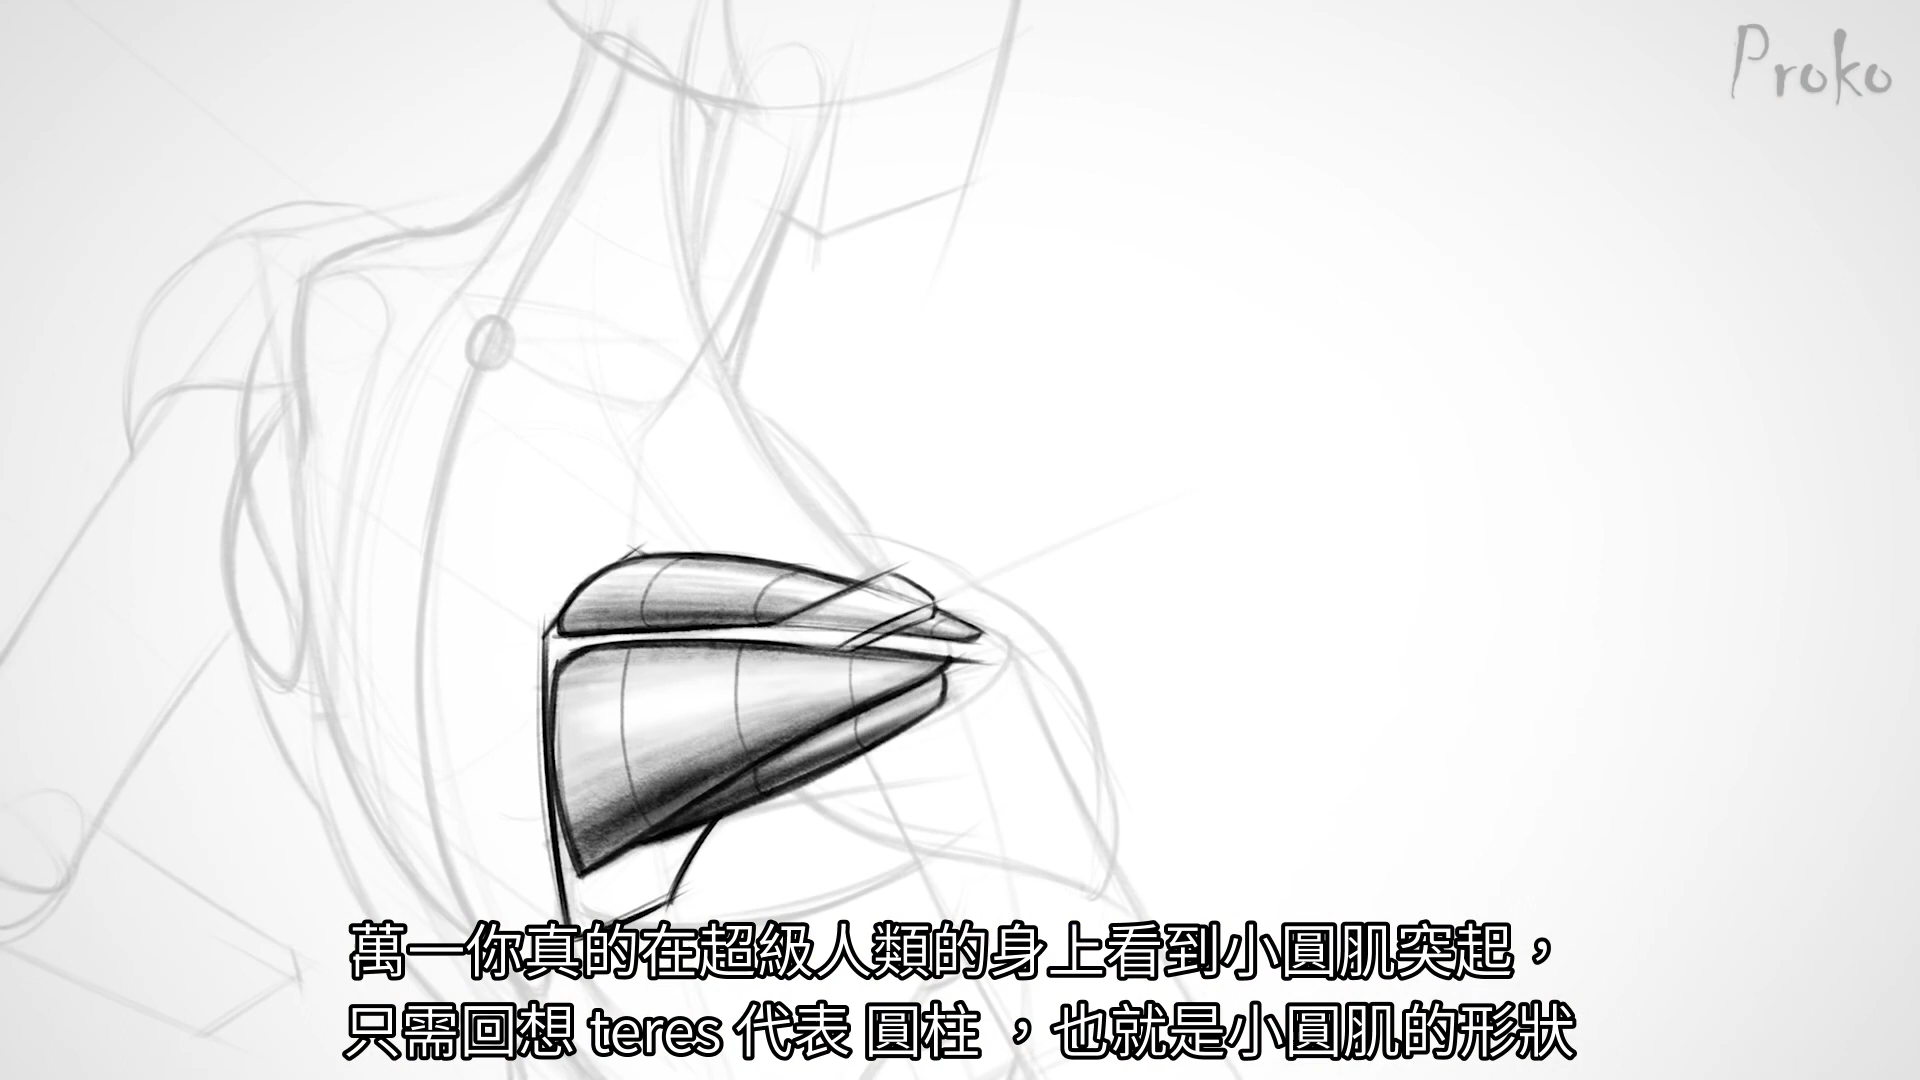 Proko
萬一你真的在超級人類的身上看到小圓肌突起，
只需回想 teres 代表 圓柱 ，也就是小圓肌的形狀